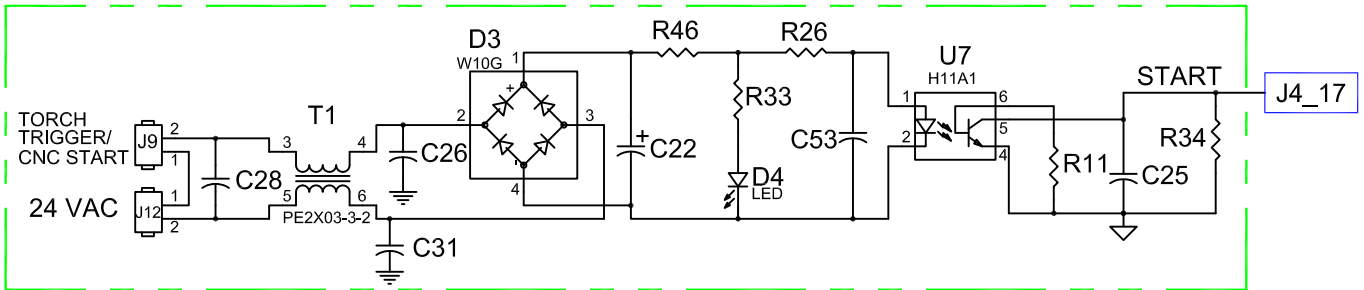 R46
R26
D3
W10G
1
U7
H11A1
START
J4_17
T1
R33
TORCH
TRIGGER/
CNC START
J9
2
1
3
4
2
+
3
1
2
6
5
4
C26
+
C22
C53
R34
R11
C25
C28
-
4
D4
LED
24 VAC
J12
1
2
5
6
PE2X03-3-2
C31